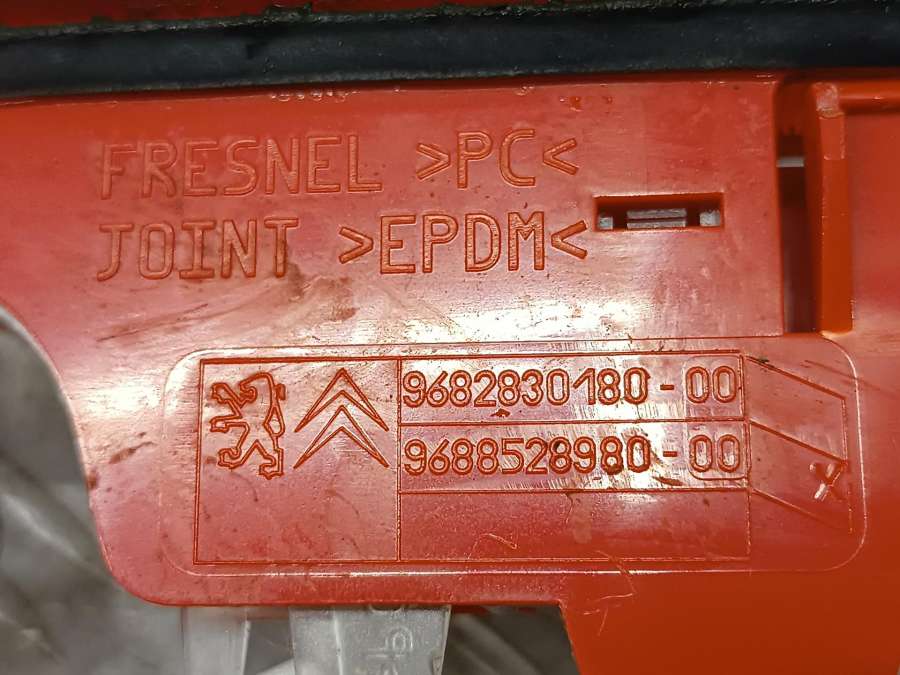 FRESNEL >PC<
JOINT >EPDM<
9682830180-00
9688528980-00